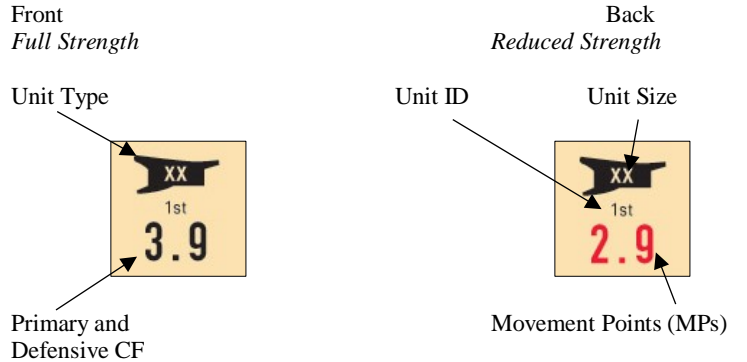 Front
Back
Full Strength
Reduced Strength
Unit Type
Unit ID
Unit Size
XX
1st
3.9
XX
1st
2.9
Primary and
Defensive CF
Movement Points (MPs)